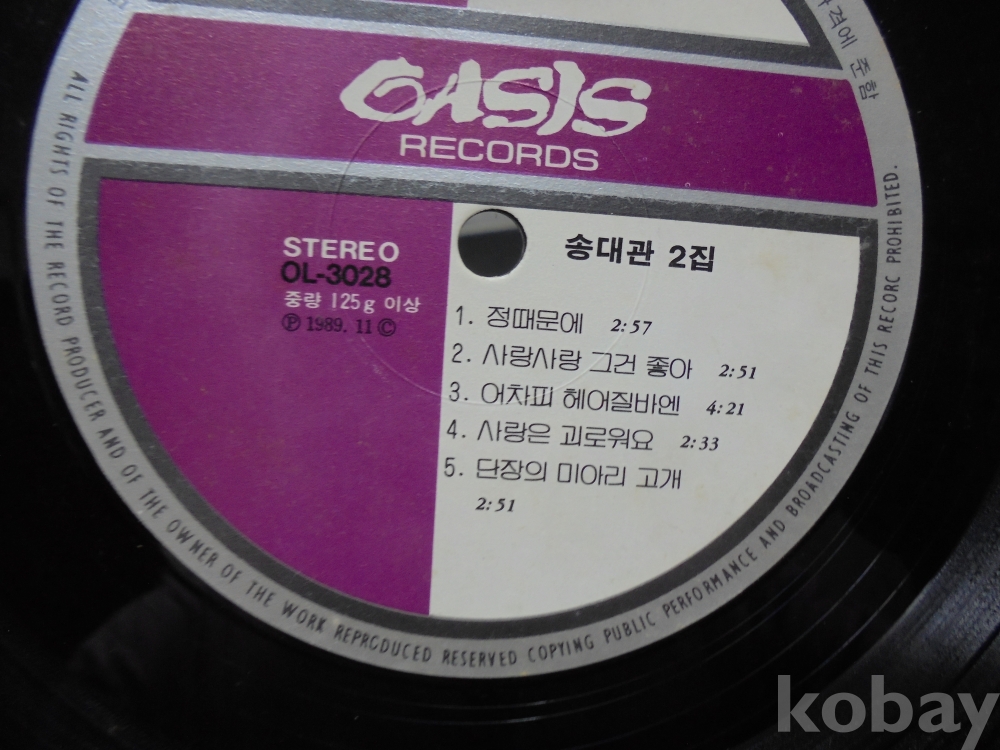 OASIS
RECORDS
STEREO
OL-3028
중량 125g 이상
Ⓟ 1989. 11 Ⓒ
송대관 2집
1. 정때문에 2:57
2. 사랑사랑 그건 좋아 2:51
3. 어차피 헤어질바엔 4:21
4. 사랑은 괴로워요 2:33
5. 단장의 미아리 고개
2:51
ALL RIGHTS OF THE RECORD PRODUCER AND OF THE OWNER OF THE WORK REPRCDUCED RESERVED COPYING PUBLIC PERFORMANCE AND BROADCASTING OF THIS RECORC PROHIBITED.
준함
kobay